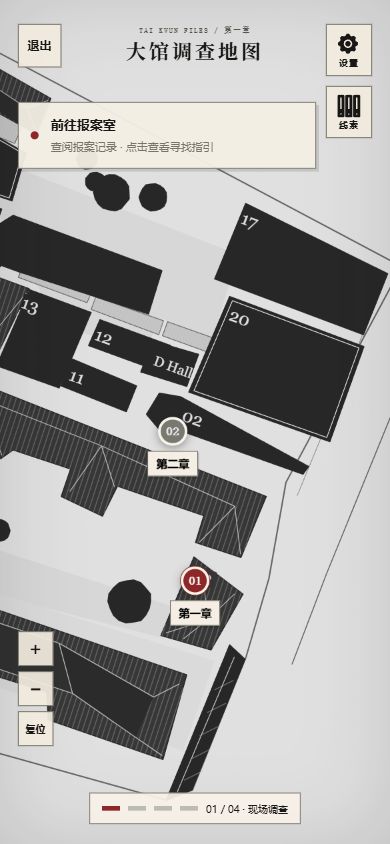 退出
TAI KVUN FILES / 第一章
大馆调查地图
设置
线索
前往报案室
查阅报案记录 · 点击查看寻找指引
17
13
12
20
D Hall
11
02
02
第二章
01
第一章
+
−
复位
01 / 04 · 现场调查